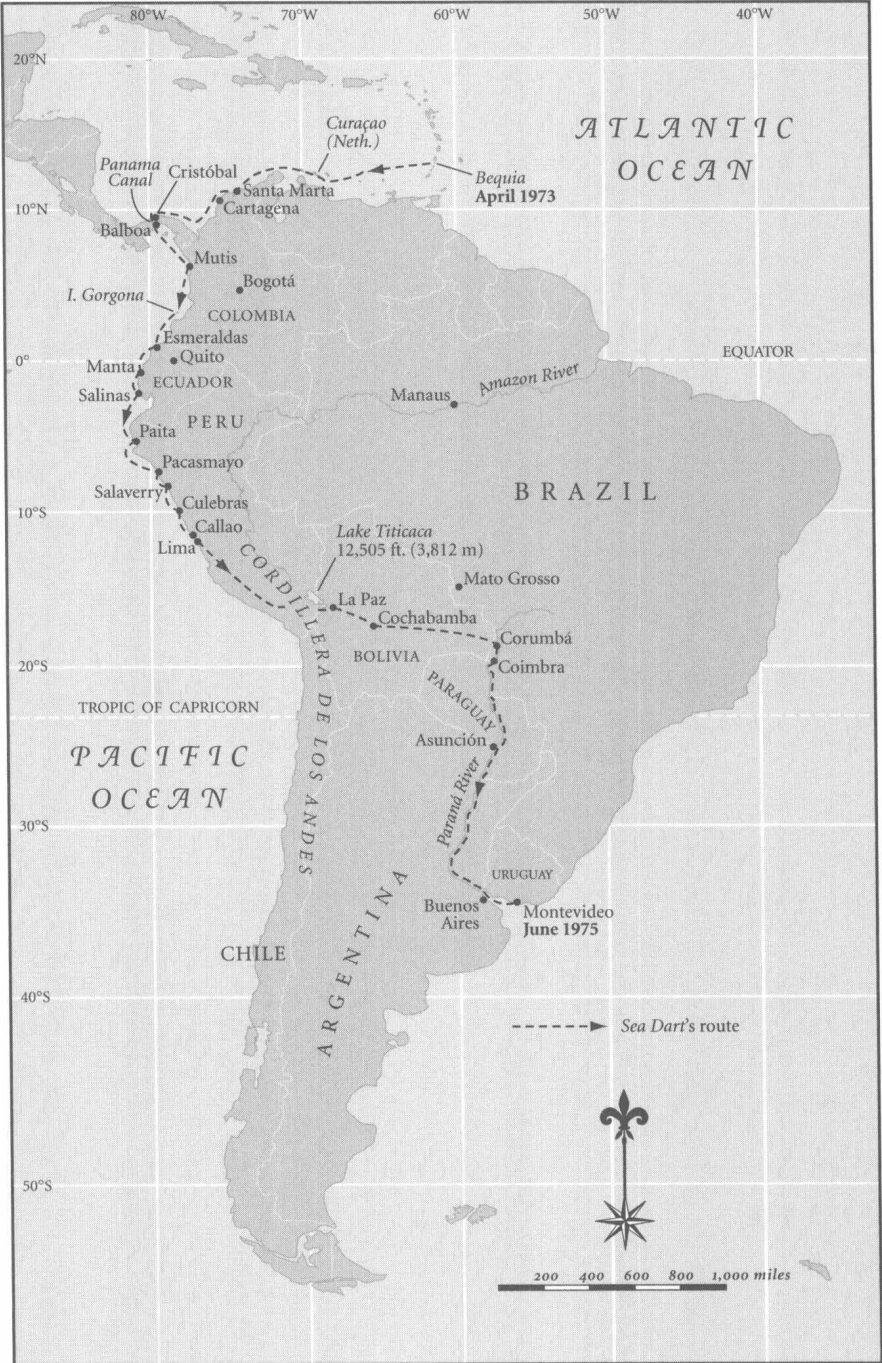 80°W
70°W
60°W
50°W
40°W
20°N
ATLANTIC
OCEAN
Curaçao
(Neth.)
Panama
Canal
Cristóbal
Bequia
April 1973
Santa Marta
10°N
Cartagena
Balboa
Mutis
Bogotá
I. Gorgona
COLOMBIA
Esmeraldas
EQUATOR
0°
Quito
Manta
ECUADOR
Amazon River
Salinas
Manaus
PERU
Paita
Pacasmayo
BRAZIL
Salaverry
Culebras
10°S
Callao
Lake Titicaca
12,505 ft. (3,812 m)
Lima
CORDILLERA DE LOS ANDES
Mato Grosso
La Paz
Cochabamba
Corumbá
BOLIVIA
Coimbra
20°S
PARAGUAY
TROPIC OF CAPRICORN
Asunción
PACIFIC
OCEAN
Paraná River
30°S
URUGUAY
Buenos
Aires
Montevideo
June 1975
ARGENTINA
CHILE
40°S
Sea Dart's route
50°S
200 400 600 800 1,000 miles